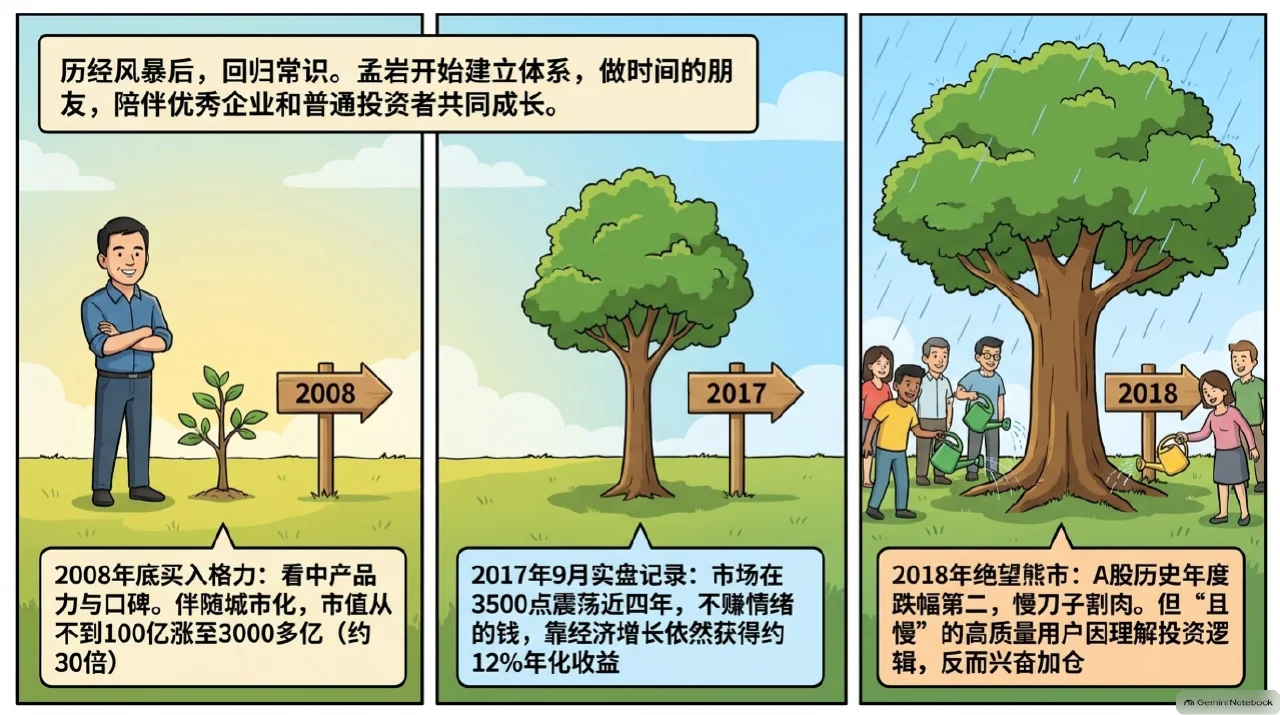 历经风暴后，回归常识。孟岩开始建立体系，做时间的朋
友，陪伴优秀企业和普通投资者共同成长。
2008
2008年底买入格力：看中产品
力与口碑。伴随城市化，市值从
不到100亿涨至3000多亿（约
30倍）
2017
2017年9月实盘记录：市场在
3500点震荡近四年，不赚情绪
的钱，靠经济增长依然获得约
12%年化收益
2018
2018年绝望熊市：A股历史年度
跌幅第二，慢刀子割肉。但“且
慢”的高质量用户因理解投资逻
辑，反而兴奋加仓
Gemini Notebook